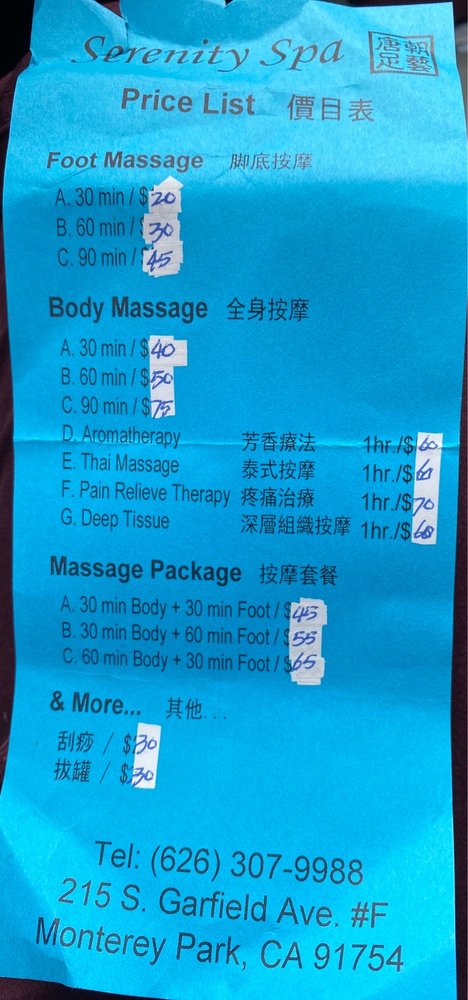 Serenity Spa 唐朝足藝
Price List 價目表
Foot Massage 脚底按摩
A. 30 min / $20
B. 60 min / $30
C. 90 min / $45
Body Massage 全身按摩
A. 30 min / $40
B. 60 min / $50
C. 90 min / $75
D. Aromatherapy 芳香療法 1hr./$60
E. Thai Massage 泰式按摩 1hr./$60
F. Pain Relieve Therapy 疼痛治療 1hr./$70
G. Deep Tissue 深層組織按摩 1hr./$60
Massage Package 按摩套餐
A. 30 min Body + 30 min Foot / $45
B. 30 min Body + 60 min Foot / $55
C. 60 min Body + 30 min Foot / $65
& More... 其他...
刮痧 / $30
拔罐 / $30
Tel: (626) 307-9988
215 S. Garfield Ave. #F
Monterey Park, CA 91754